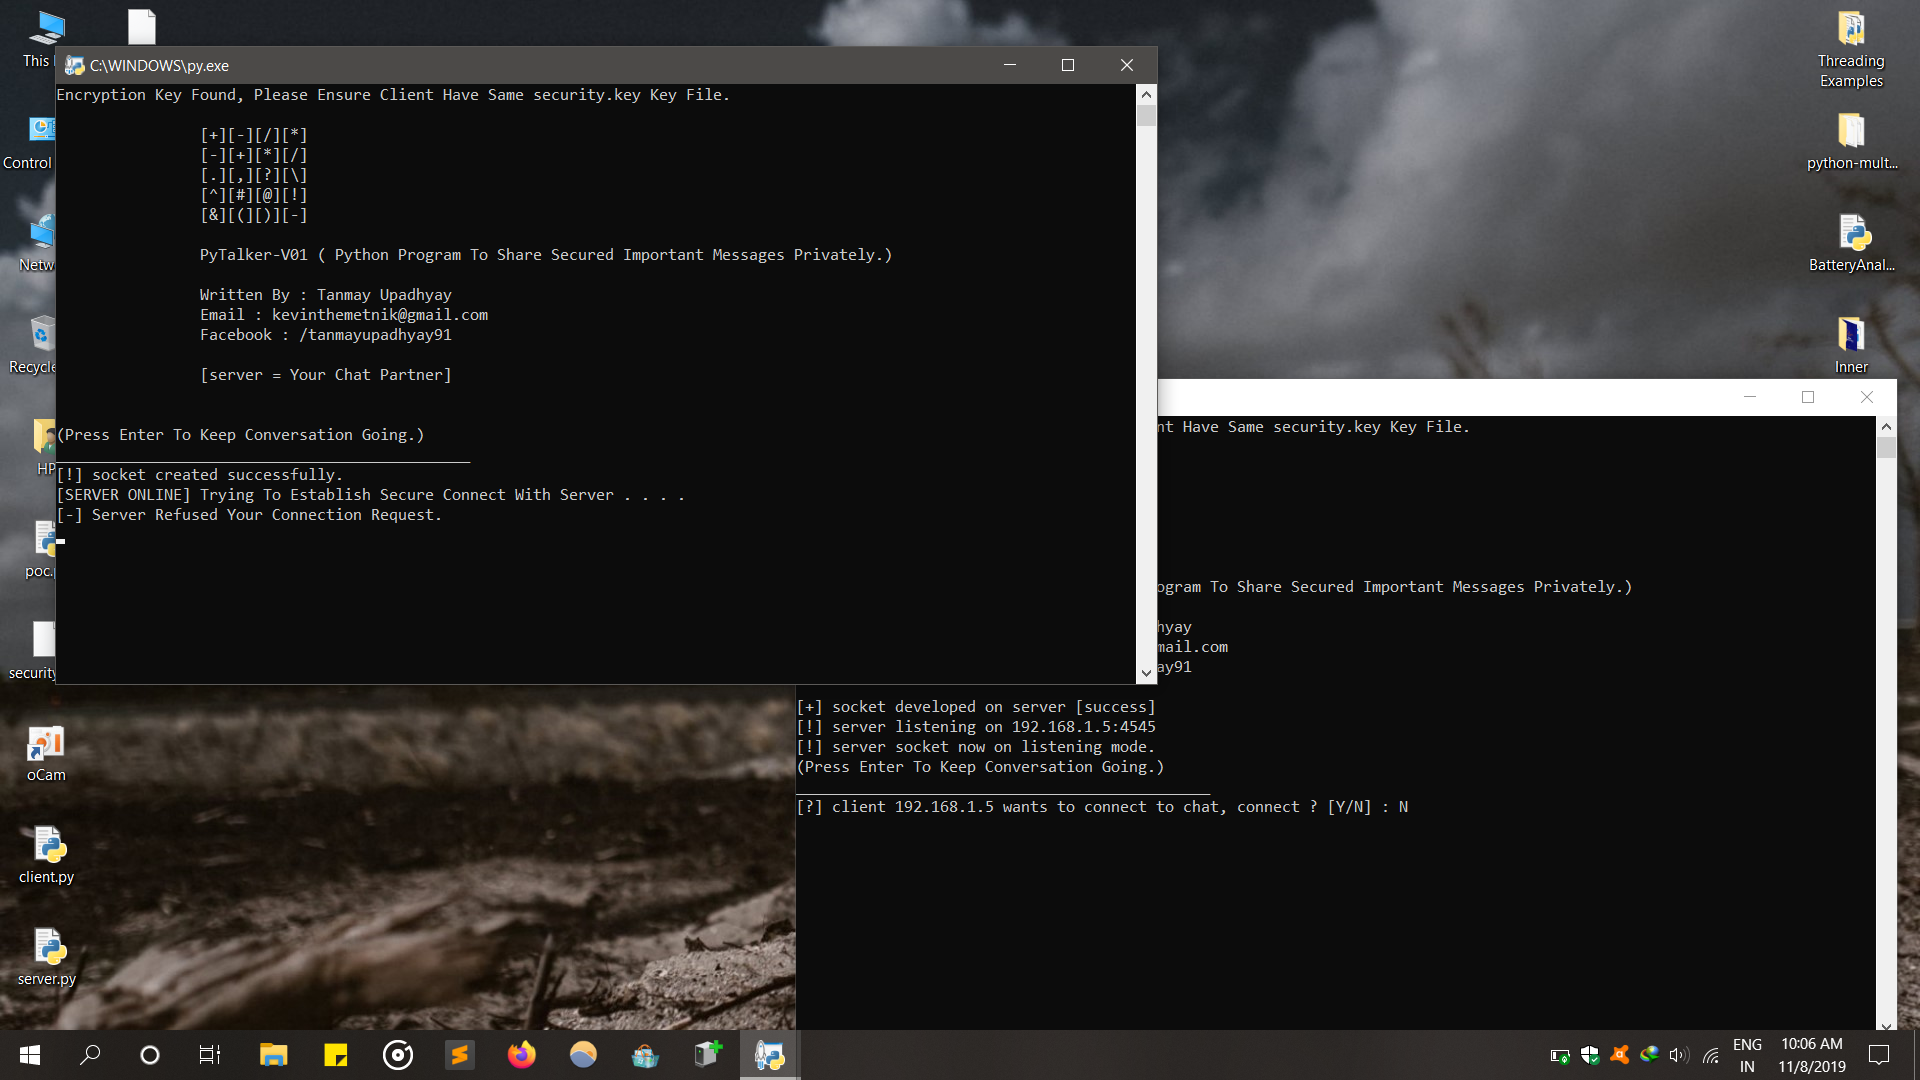 This
Control
Netw
Recycle
HP
poc.
security
oCam
client.py
server.py
C:\WINDOWS\py.exe
Encryption Key Found, Please Ensure Client Have Same security.key Key File.
[+][-][/][*]
[-][+][*][/]
[.][,][?][\]
[^][#][@][!]
[&][(][)][-]
PyTalker-V01 ( Python Program To Share Secured Important Messages Privately.)
Written By : Tanmay Upadhyay
Email : kevinthemetnik@gmail.com
Facebook : /tanmayupadhyay91
[server = Your Chat Partner]
(Press Enter To Keep Conversation Going.)
[!] socket created successfully.
[SERVER ONLINE] Trying To Establish Secure Connect With Server . . . .
[-] Server Refused Your Connection Request.
nt Have Same security.key Key File.
ogram To Share Secured Important Messages Privately.)
hyay
mail.com
ay91
[+] socket developed on server [success]
[!] server listening on 192.168.1.5:4545
[!] server socket now on listening mode.
(Press Enter To Keep Conversation Going.)
[?] client 192.168.1.5 wants to connect to chat, connect ? [Y/N] : N
Threading
Examples
python-mult...
BatteryAnal...
Inner
ENG
IN
10:06 AM
11/8/2019